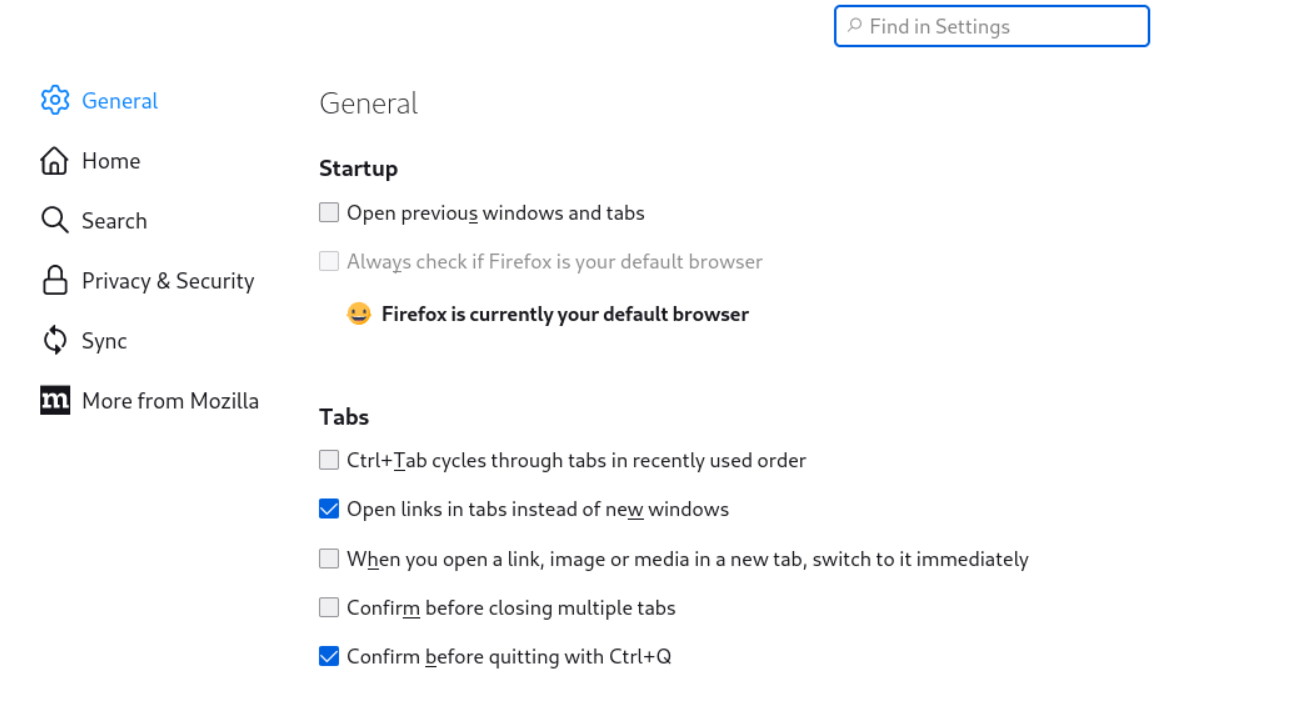 Find in Settings
General
Home
Search
Privacy & Security
Sync
m More from Mozilla
General
Startup
Open previous windows and tabs
Always check if Firefox is your default browser
Firefox is currently your default browser
Tabs
Ctrl+Tab cycles through tabs in recently used order
Open links in tabs instead of new windows
When you open a link, image or media in a new tab, switch to it immediately
Confirm before closing multiple tabs
Confirm before quitting with Ctrl+Q